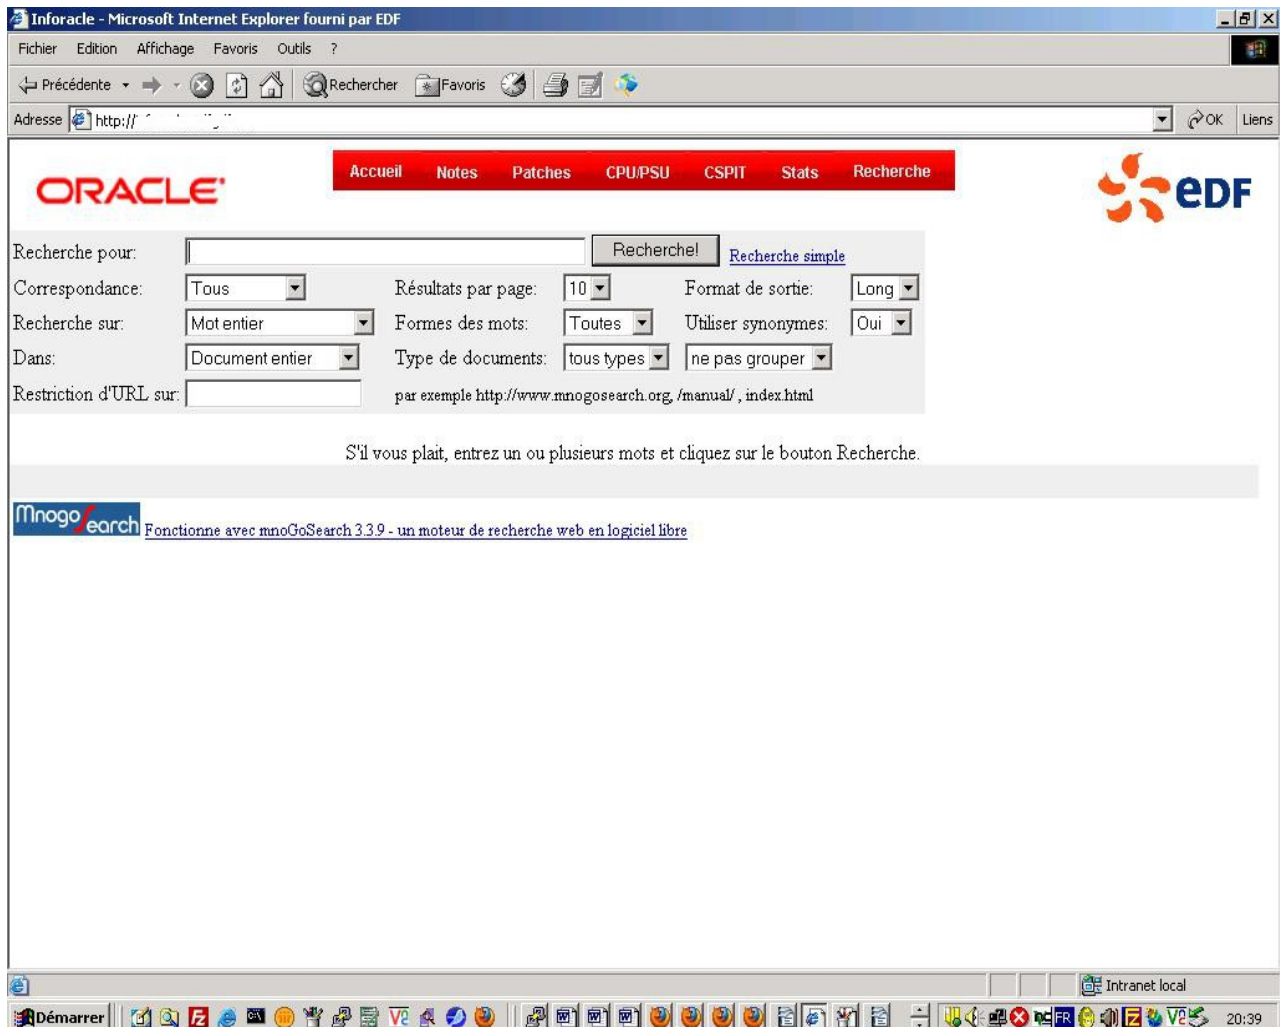 Inforacle - Microsoft Internet Explorer fourni par EDF
Fichier Edition Affichage Favoris Outils ?
Précédente Rechercher Favoris
Adresse http:// OK Liens
ORACLE Accueil Notes Patches CPU/PSU CSPIT Stats Recherche eDF
Recherche pour: Recherche! Recherche simple
Correspondance: Tous Résultats par page: 10 Format de sortie: Long
Recherche sur: Mot entier Formes des mots: Toutes Utiliser synonymes: Oui
Dans: Document entier Type de documents: tous types ne pas grouper
Restriction d'URL sur: par exemple http://www.mnogosearch.org, /manual/ , index.html
S'il vous plait, entrez un ou plusieurs mots et cliquez sur le bouton Recherche.
MnogoSearch Fonctionne avec mnoGoSearch 3.3.9 - un moteur de recherche web en logiciel libre
Intranet local
Démarrer FR 20:39